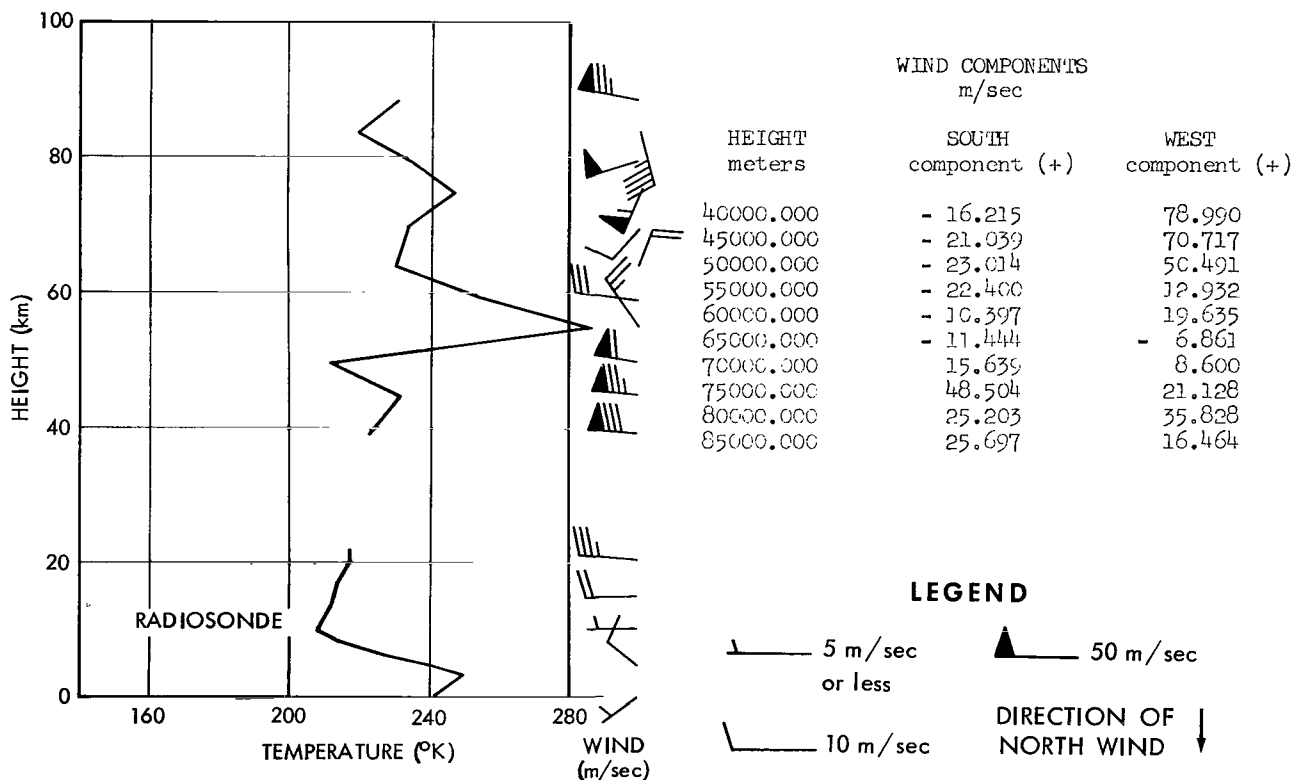 100
80
60
40
20
0
HEIGHT (km)
RADIOSONDE
160 200 240 280
TEMPERATURE (°K)
WIND
(m/sec)
WIND COMPONENTS
m/sec
HEIGHT SOUTH WEST
meters component (+) component (+)
40000.000 - 16.215 78.990
45000.000 - 21.039 70.717
50000.000 - 23.014 50.491
55000.000 - 22.400 12.932
60000.000 - 10.397 19.635
65000.000 - 11.444 - 6.861
70000.000 15.639 8.600
75000.000 48.504 21.128
80000.000 25.203 35.828
85000.000 25.697 16.464
LEGEND
5 m/sec
or less
50 m/sec
10 m/sec
DIRECTION OF
NORTH WIND